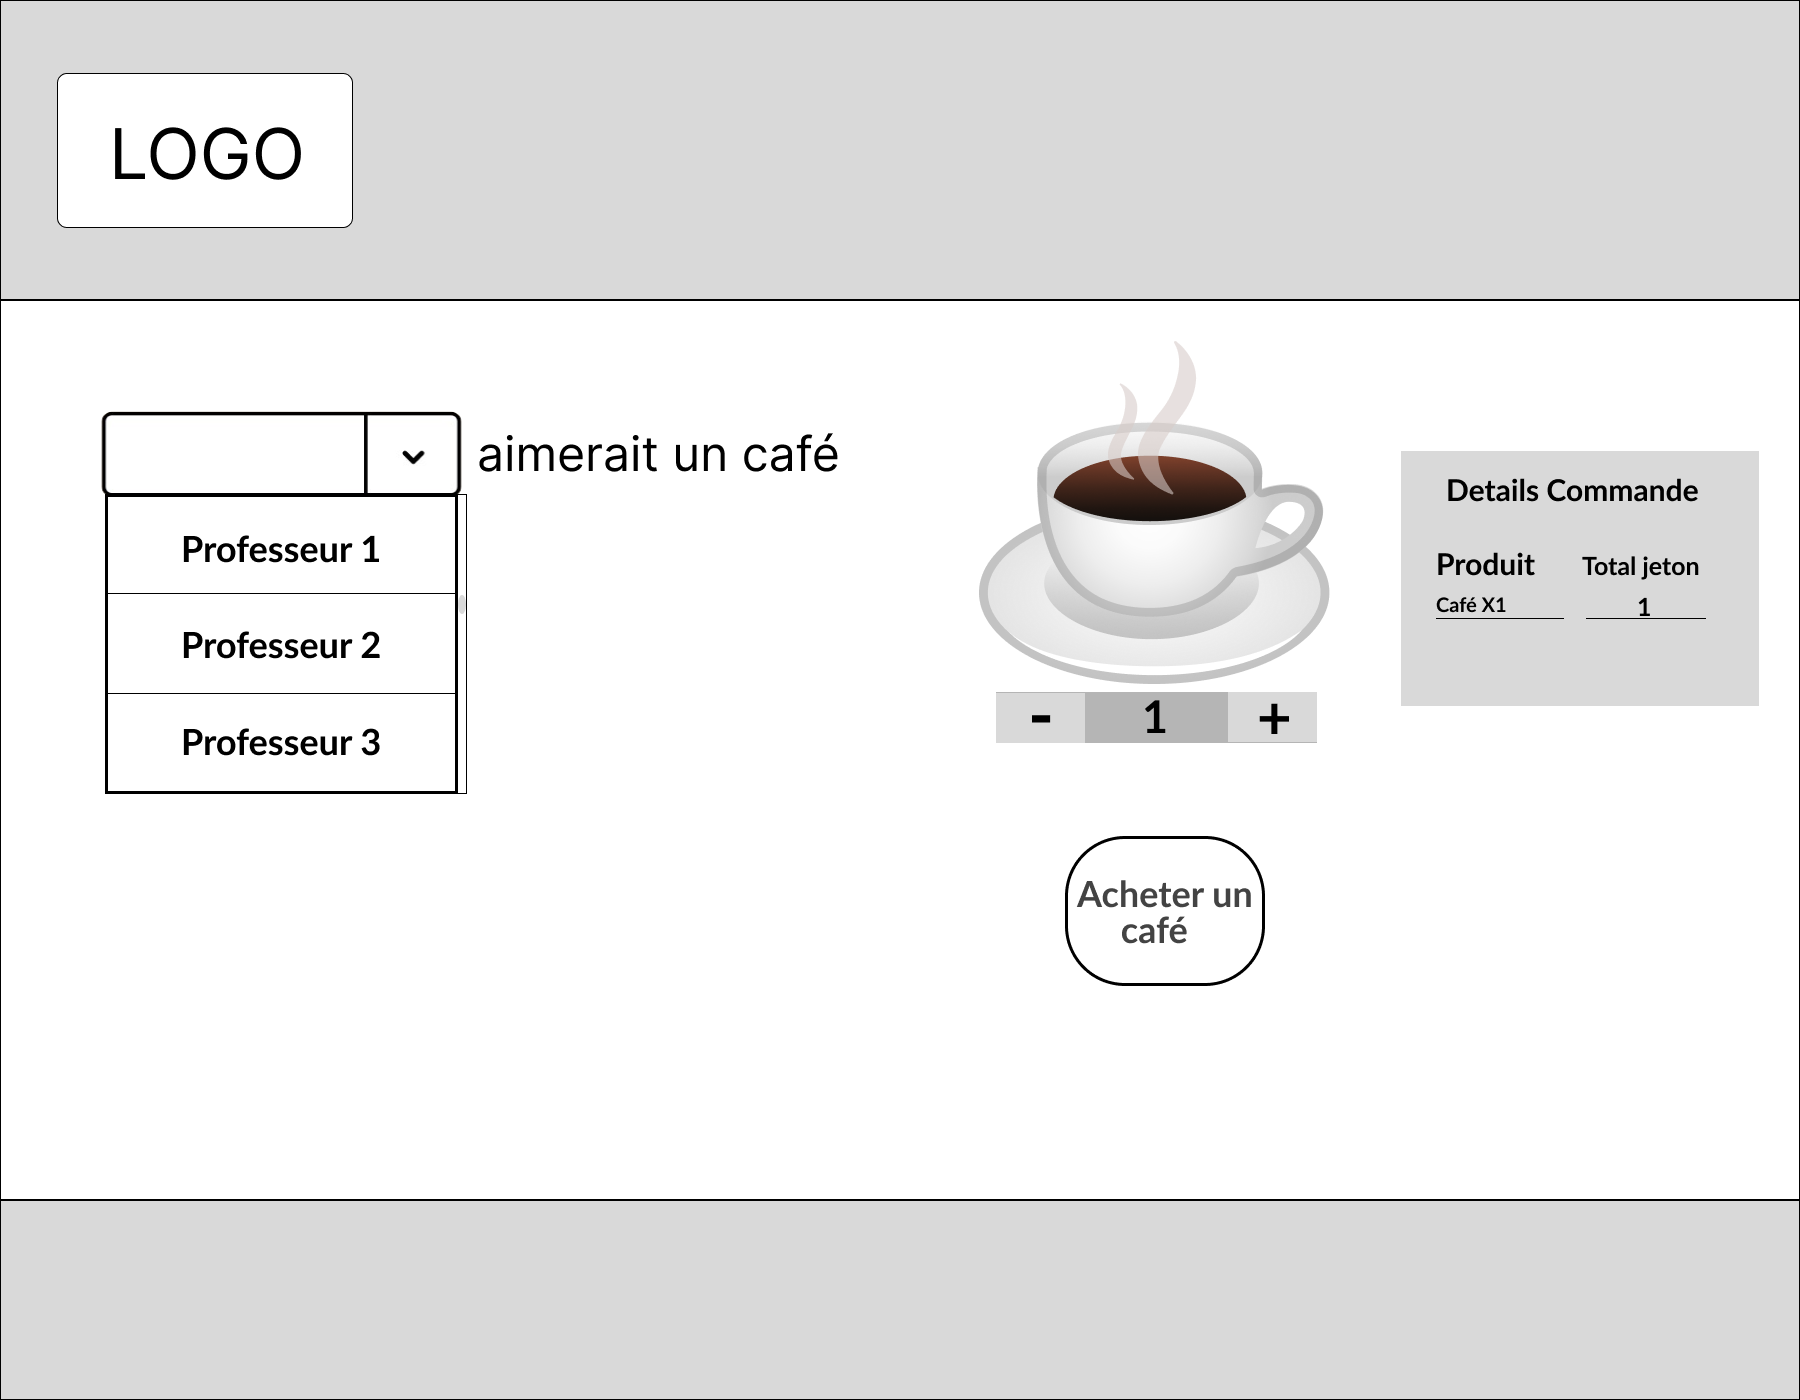 LOGO
aimerait un café
Professeur 1
Professeur 2
Professeur 3
- 1 +
Acheter un
café
Details Commande
Produit Total jeton
Café X1 1